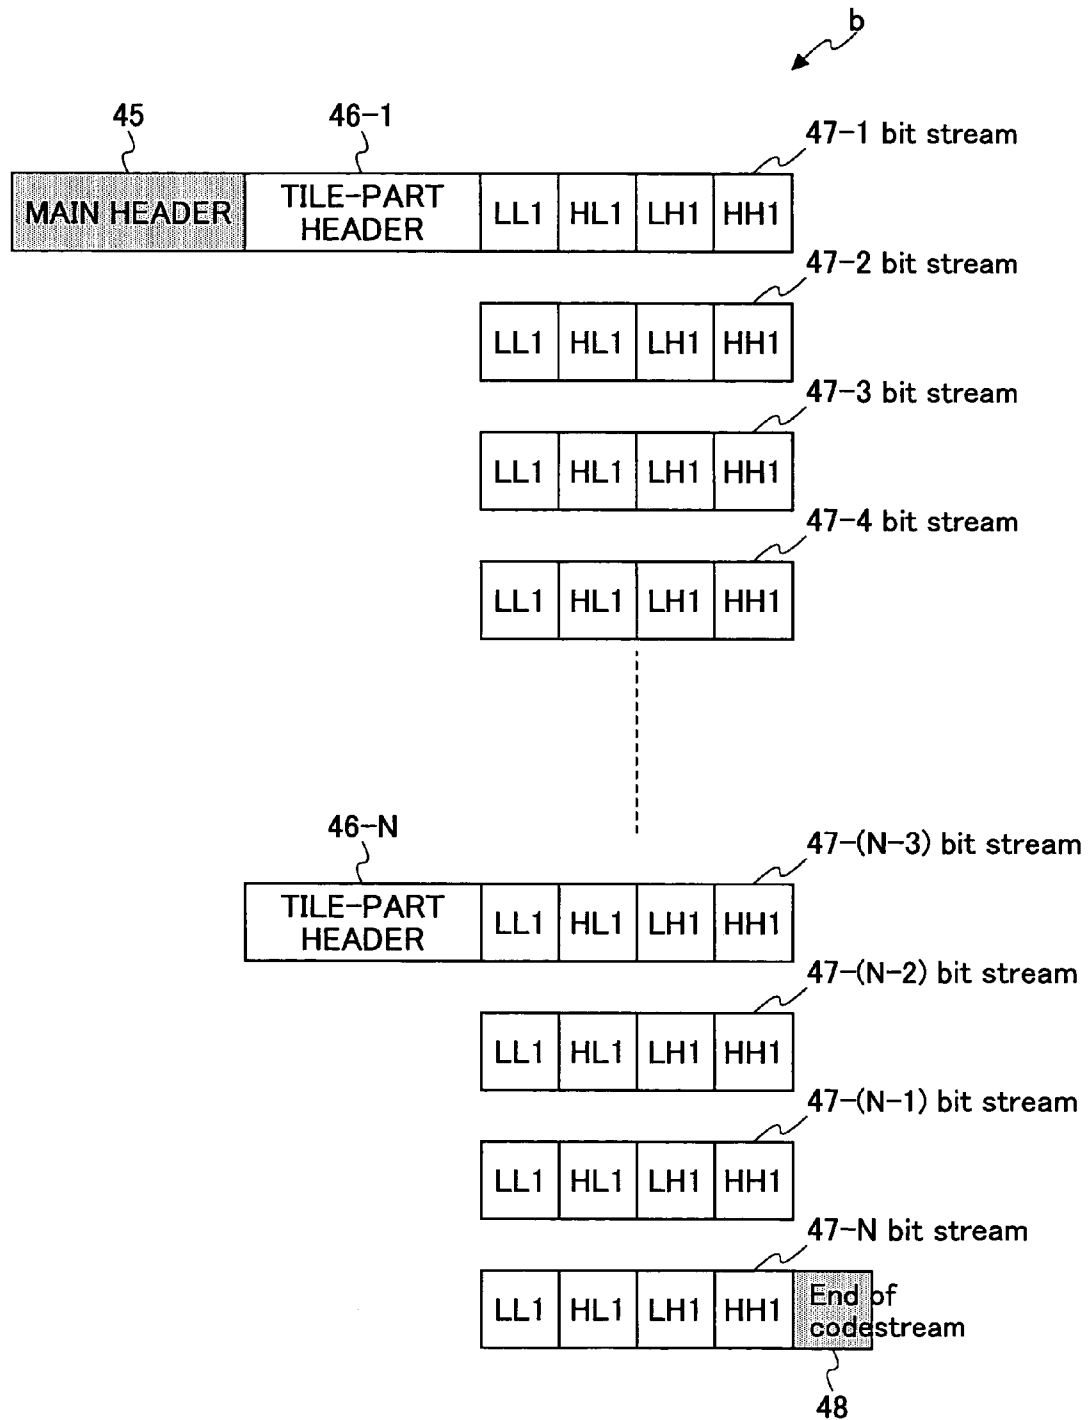 b
45
46-1
47-1 bit stream
MAIN HEADER
TILE-PART
HEADER
LL1 HL1 LH1 HH1
47-2 bit stream
LL1 HL1 LH1 HH1
47-3 bit stream
LL1 HL1 LH1 HH1
47-4 bit stream
LL1 HL1 LH1 HH1
46-N
47-(N-3) bit stream
TILE-PART
HEADER
LL1 HL1 LH1 HH1
47-(N-2) bit stream
LL1 HL1 LH1 HH1
47-(N-1) bit stream
LL1 HL1 LH1 HH1
47-N bit stream
LL1 HL1 LH1 HH1
End of
codestream
48